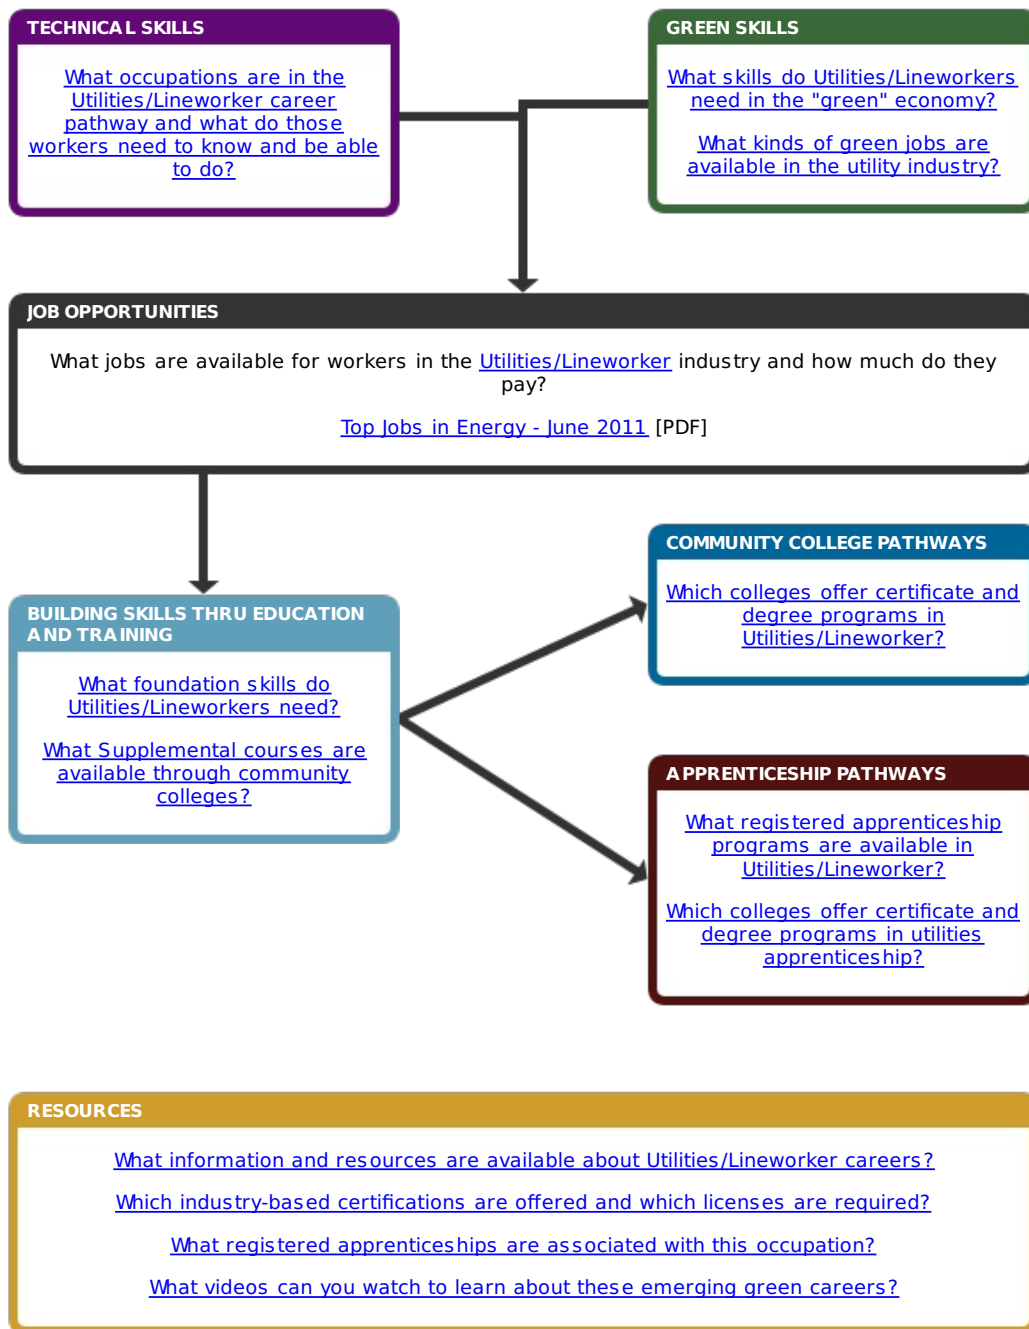 TECHNICAL SKILLS
What occupations are in the
Utilities/Lineworker career
pathway and what do those
workers need to know and be able
to do?
GREEN SKILLS
What skills do Utilities/Lineworkers
need in the "green" economy?
What kinds of green jobs are
available in the utility industry?
JOB OPPORTUNITIES
What jobs are available for workers in the Utilities/Lineworker industry and how much do they
pay?
Top Jobs in Energy - June 2011 [PDF]
BUILDING SKILLS THRU EDUCATION
AND TRAINING
What foundation skills do
Utilities/Lineworkers need?
What Supplemental courses are
available through community
colleges?
COMMUNITY COLLEGE PATHWAYS
Which colleges offer certificate and
degree programs in
Utilities/Lineworker?
APPRENTICESHIP PATHWAYS
What registered apprenticeship
programs are available in
Utilities/Lineworker?
Which colleges offer certificate and
degree programs in utilities
apprenticeship?
RESOURCES
What information and resources are available about Utilities/Lineworker careers?
Which industry-based certifications are offered and which licenses are required?
What registered apprenticeships are associated with this occupation?
What videos can you watch to learn about these emerging green careers?